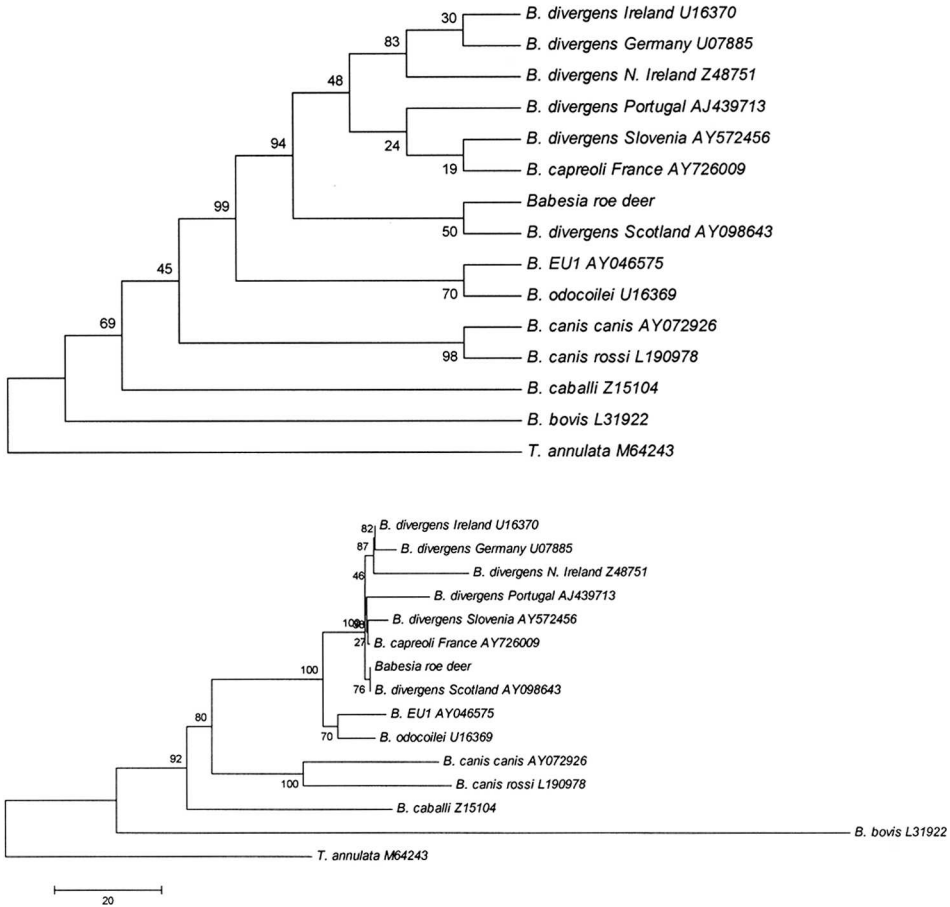 B. divergens Ireland U16370
30
B. divergens Germany U07885
83
B. divergens N. Ireland Z48751
48
B. divergens Portugal AJ439713
94
B. divergens Slovenia AY572456
24
B. capreoli France AY726009
19
Babesia roe deer
99
B. divergens Scotland AY098643
50
B. EU1 AY046575
45
B. odocoilei U16369
70
B. canis canis AY072926
69
B. canis rossi L190978
98
B. caballi Z15104
B. bovis L31922
T. annulata M64243
82 B. divergens Ireland U16370
87 B. divergens Germany U07885
46 B. divergens N. Ireland Z48751
B. divergens Portugal AJ439713
100 B. divergens Slovenia AY572456
27 B. capreoli France AY726009
100 Babesia roe deer
76 B. divergens Scotland AY098643
80 B. EU1 AY046575
70 B. odocoilei U16369
92 B. canis canis AY072926
100 B. canis rossi L190978
B. caballi Z15104
B. bovis L31922
T. annulata M64243
20